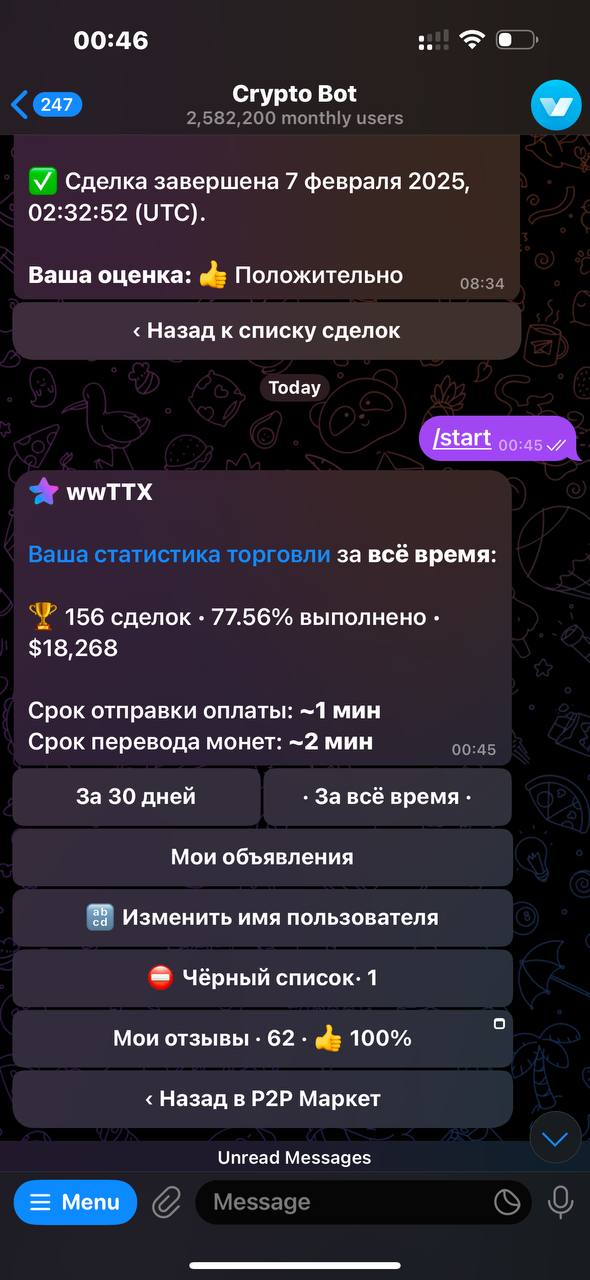 00:46
247
Crypto Bot
2,582,200 monthly users
✅ Сделка завершена 7 февраля 2025,
02:32:52 (UTC).
Ваша оценка: 👍 Положительно
08:34
‹ Назад к списку сделок
Today
/start 00:45
wwTTX
Ваша статистика торговли за всё время:
🏆 156 сделок · 77.56% выполнено ·
$18,268
Срок отправки оплаты: ~1 мин
Срок перевода монет: ~2 мин
00:45
За 30 дней
· За всё время ·
Мои объявления
🔡 Изменить имя пользователя
⛔ Чёрный список· 1
Мои отзывы · 62 · 👍 100%
‹ Назад в P2P Маркет
Unread Messages
Menu
Message